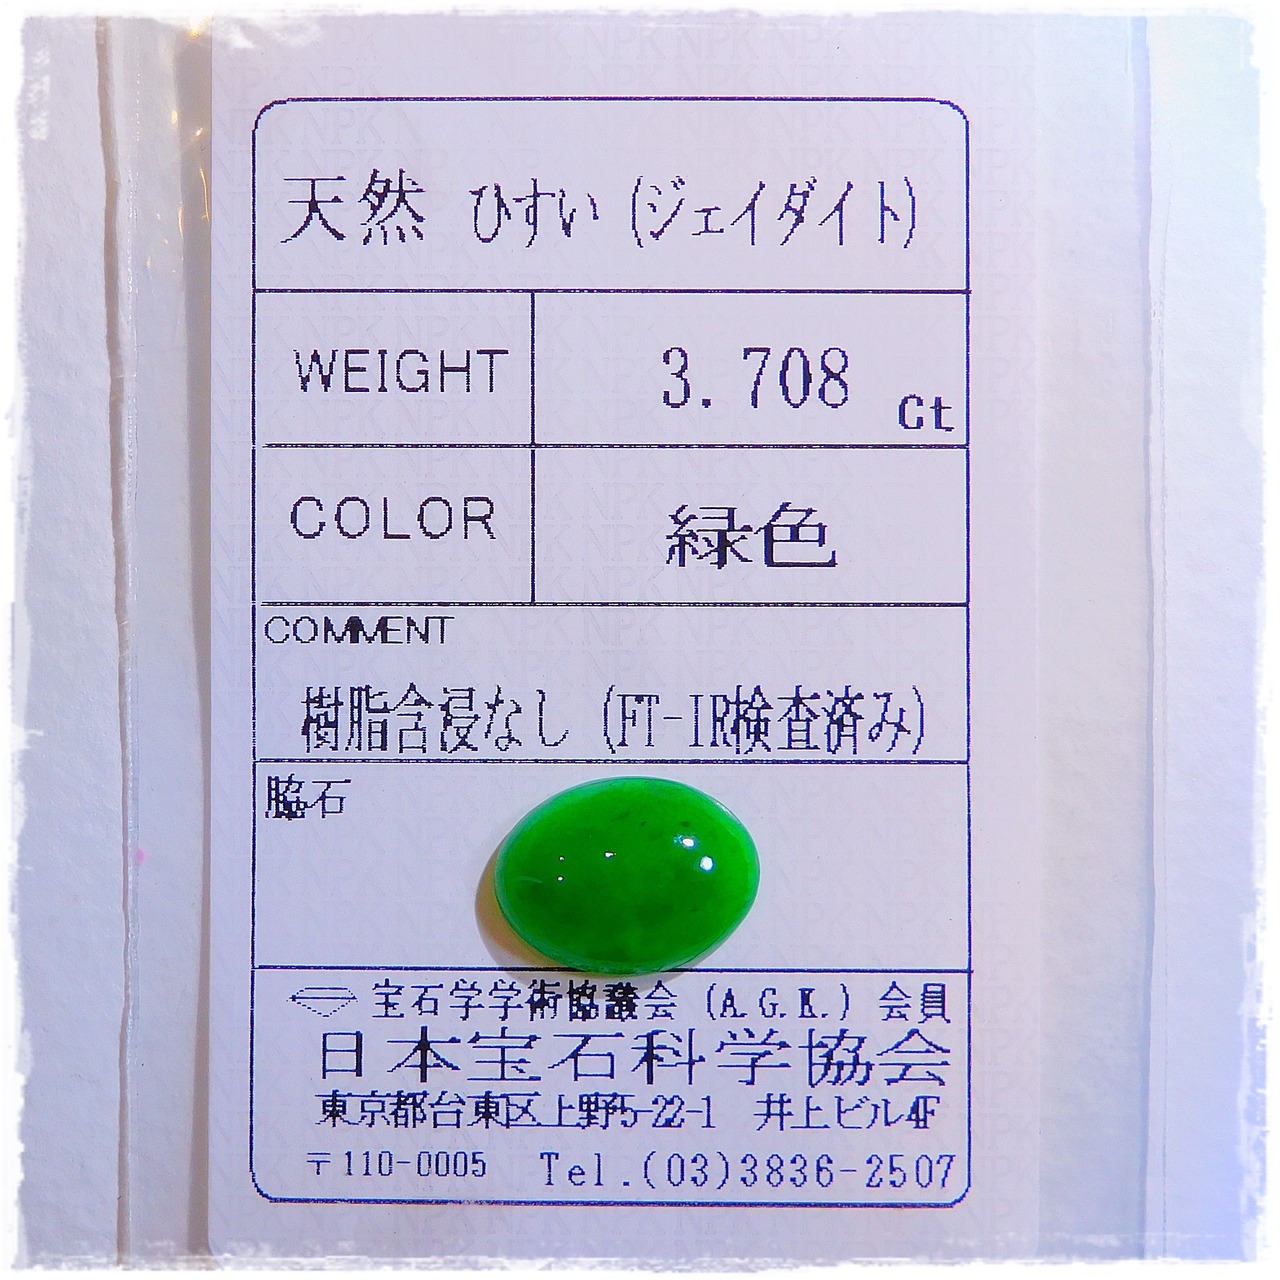 天然 ひすい (ジェイダイト)
WEIGHT 3.708 Ct
COLOR 緑色
COMMENT
樹脂含浸なし (FT-IR検査済み)
脇石
宝石学学術協議会 (A.G.K.) 会員
日本宝石科学協会
東京都台東区上野5-22-1 井上ビル4F
〒110-0005 Tel.(03)3836-2507